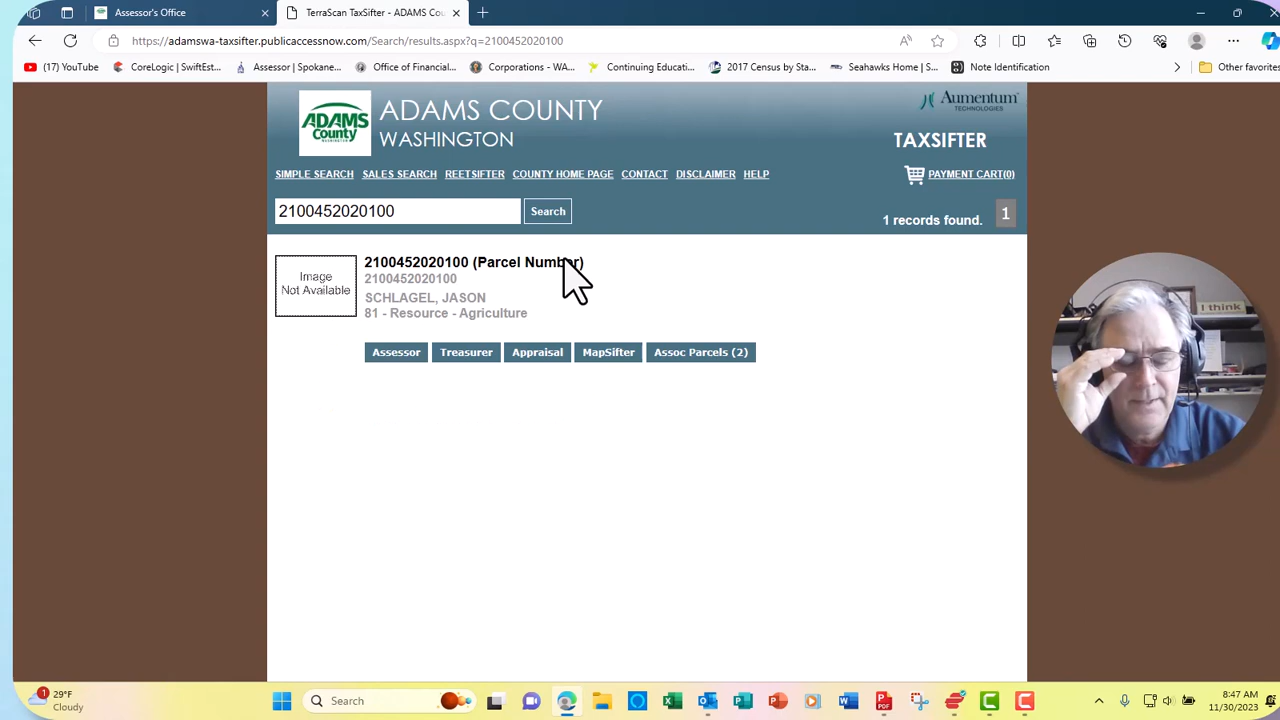 Assessor's Office
TerraScan TaxSifter - ADAMS COU
https://adamswa-taxsifter.publicaccessnow.com/Search/results.aspx?q=2100452020100
(17) YouTube
CoreLogic | SwiftEst...
Assessor | Spokane...
Office of Financial...
Corporations - WA...
Continuing Educati...
2017 Census by Sta...
Seahawks Home | S...
Note Identification
Other favorites
ADAMS County WASHINGTON
ADAMS COUNTY
WASHINGTON
Aumentum
TECHNOLOGIES
TAXSIFTER
SIMPLE SEARCH SALES SEARCH REETSIFTER COUNTY HOME PAGE CONTACT DISCLAIMER HELP
PAYMENT CART(0)
2100452020100
Search
1 records found. 1
Image
Not Available
2100452020100 (Parcel Number)
2100452020100
SCHLAGEL, JASON
81 - Resource - Agriculture
Assessor Treasurer Appraisal MapSifter Assoc Parcels (2)
I think
1
29°F
Cloudy
Search
8:47 AM
11/30/2023